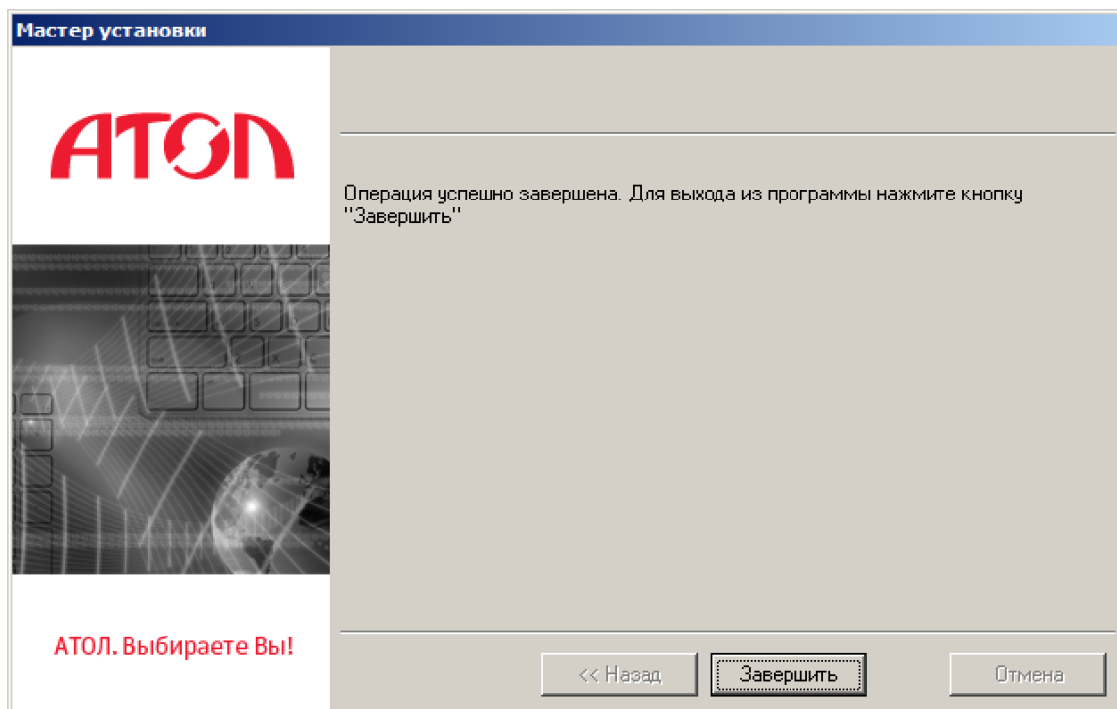 Мастер установки
АТОЛ
Операция успешно завершена. Для выхода из программы нажмите кнопку
"Завершить"
АТОЛ. Выбираете Вы!
<< Назад
Завершить
Отмена